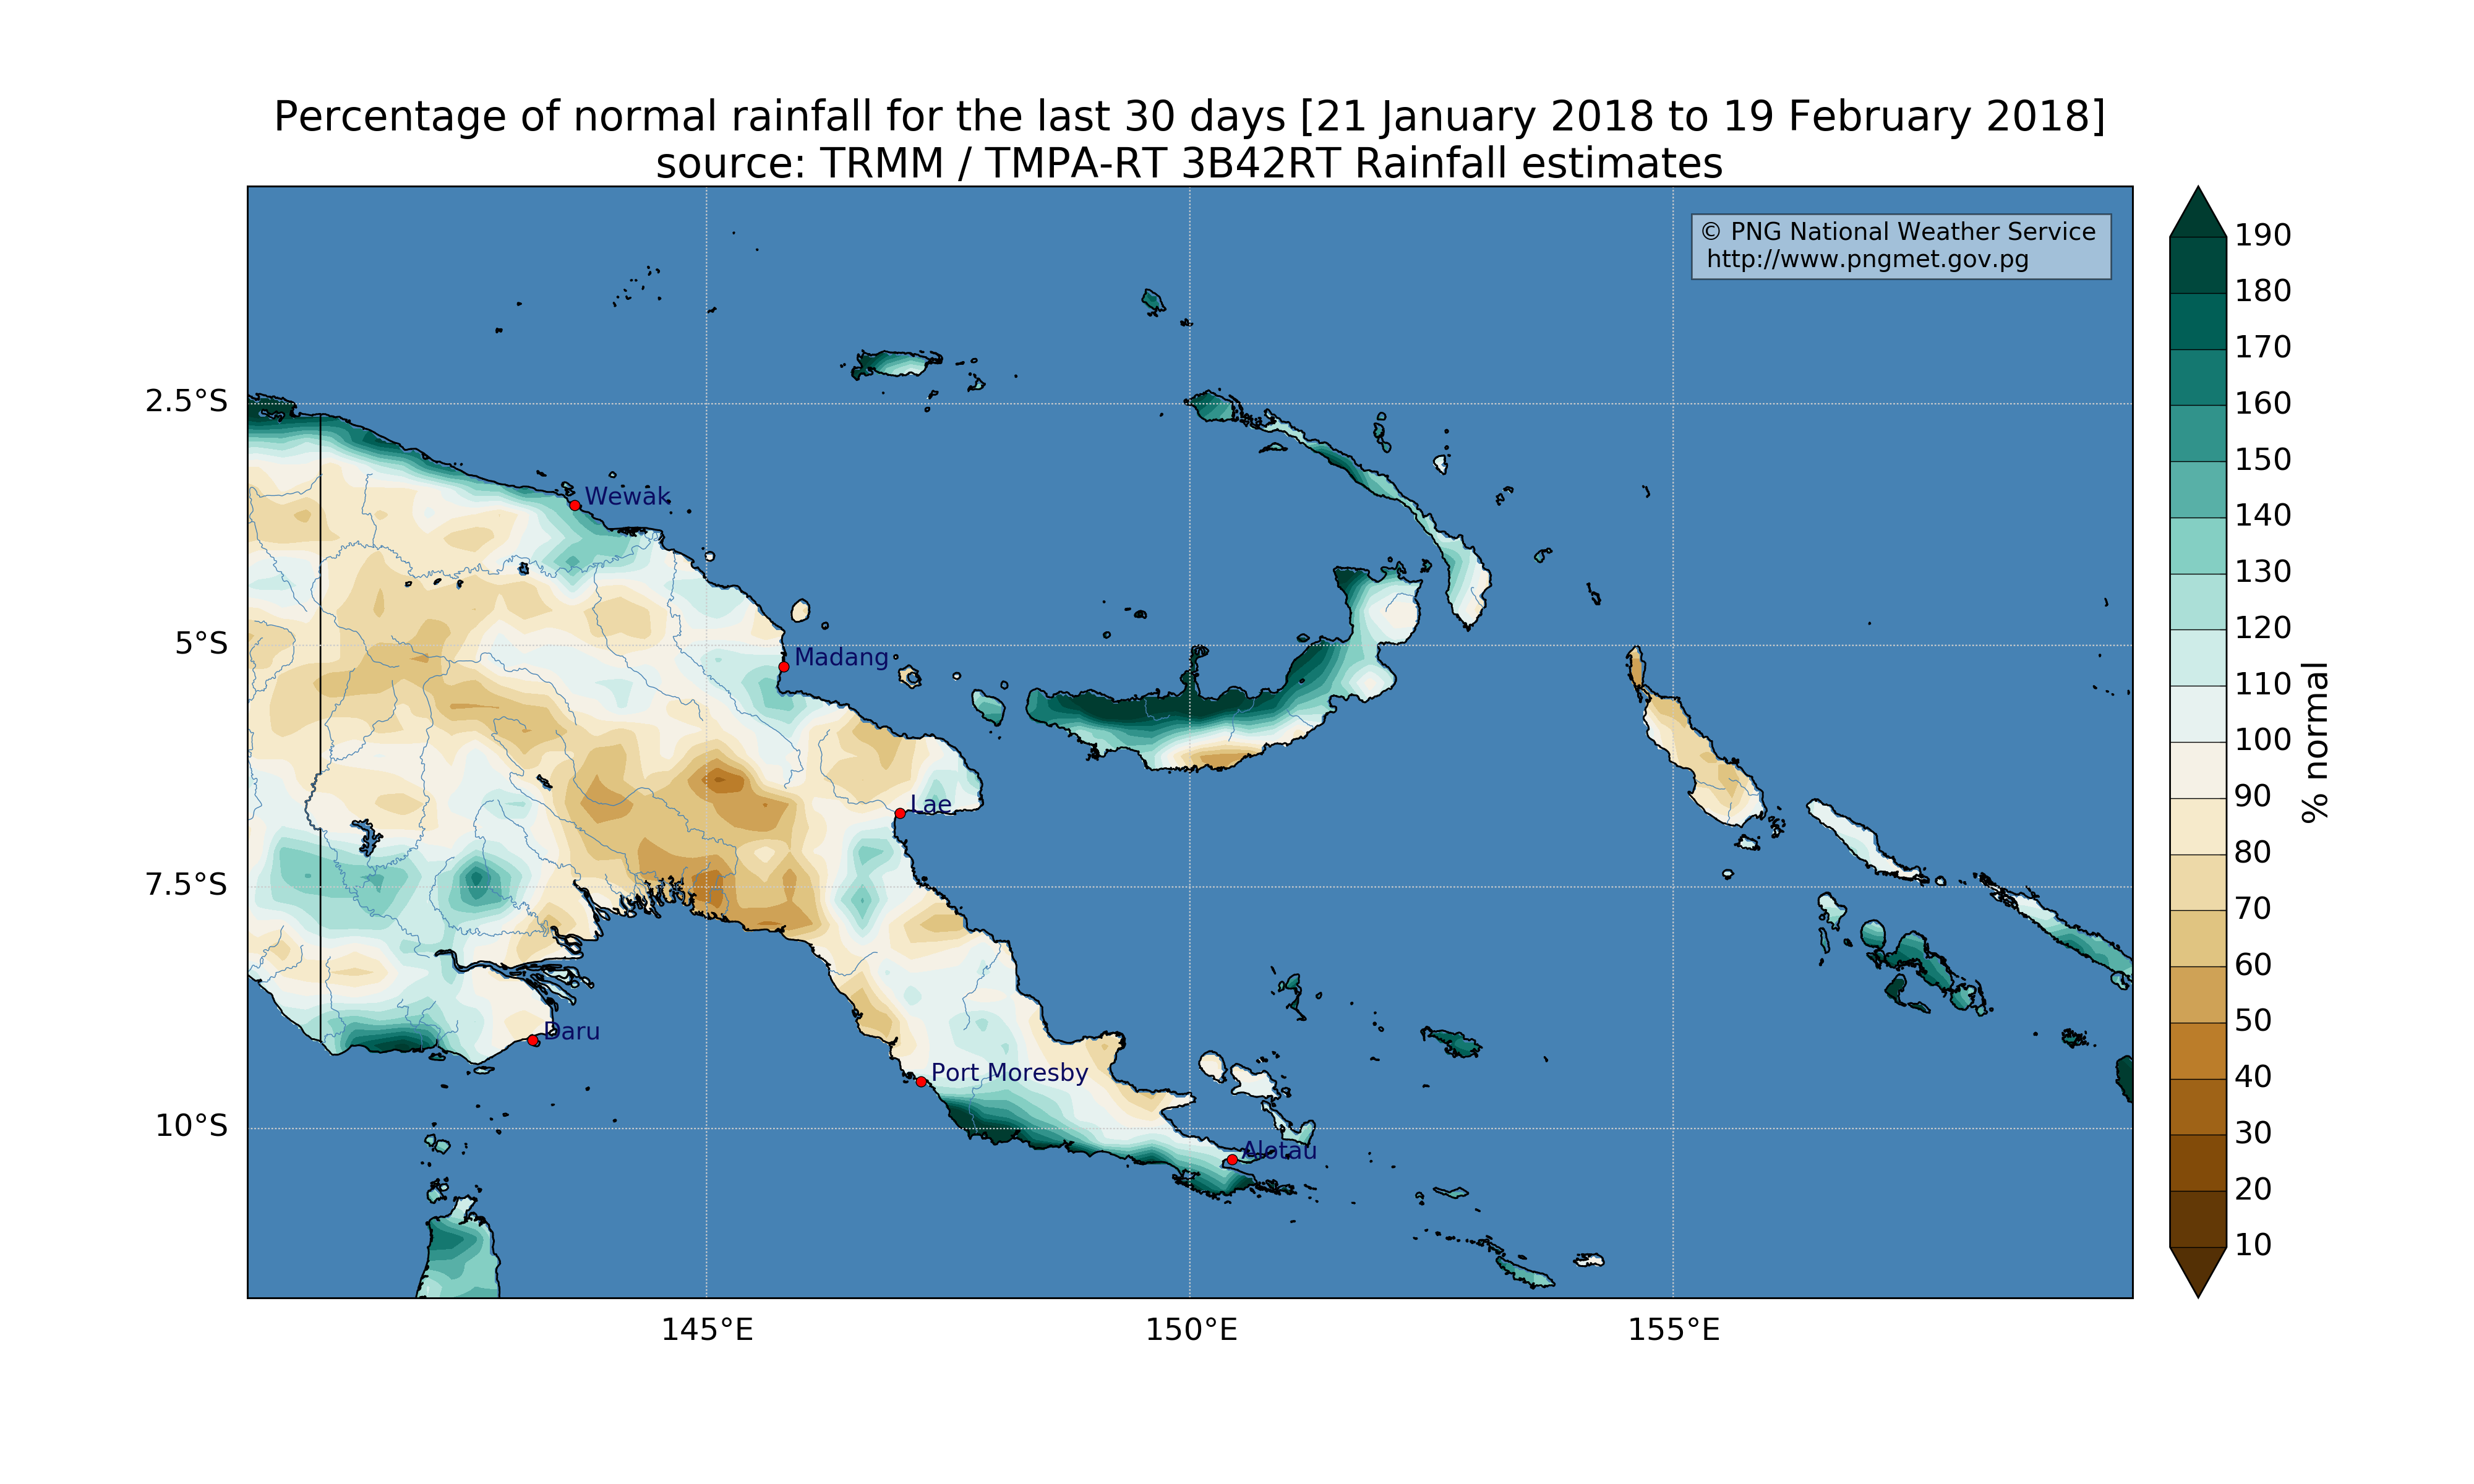 Percentage of normal rainfall for the last 30 days [21 January 2018 to 19 February 2018]
source: TRMM / TMPA-RT 3B42RT Rainfall estimates
© PNG National Weather Service
http://www.pngmet.gov.pg
2.5°S
5°S
7.5°S
10°S
Wewak
Madang
Lae
Daru
Port Moresby
Alotau
145°E
150°E
155°E
190
180
170
160
150
140
130
120
110
100
90
80
70
60
50
40
30
20
10
% normal